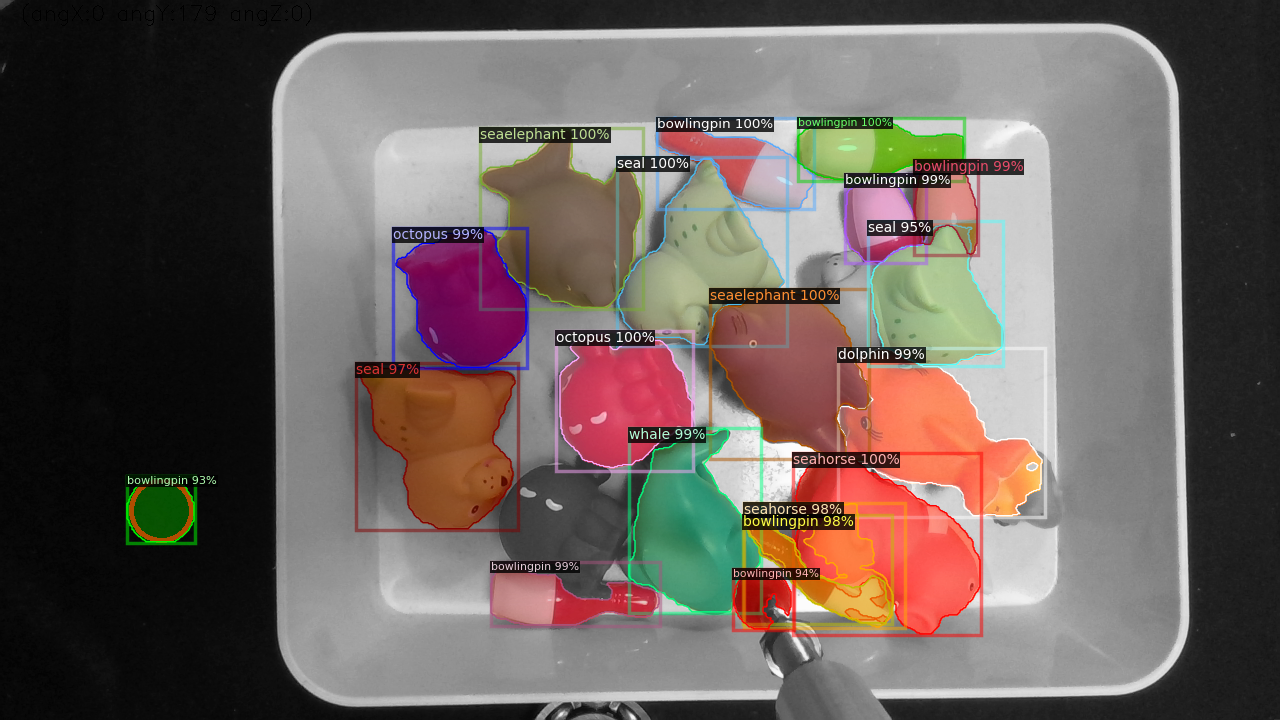 (angX:0 angY:179 angZ:0)
bowlingpin 100%
bowlingpin 100%
seaelephant 100%
seal 100%
bowlingpin 99%
bowlingpin 99%
seal 95%
octopus 99%
seaelephant 100%
octopus 100%
dolphin 99%
seal 97%
whale 99%
seahorse 100%
bowlingpin 93%
seahorse 98%
bowlingpin 98%
bowlingpin 99%
bowlingpin 94%